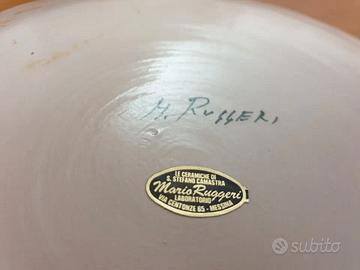 M. RUGGERI
LE CERAMICHE DI
S. STEFANO CAMASTRA
Mario Ruggeri
LABORATORIO
VIA CENTONZE 65 - MESSINA
subito